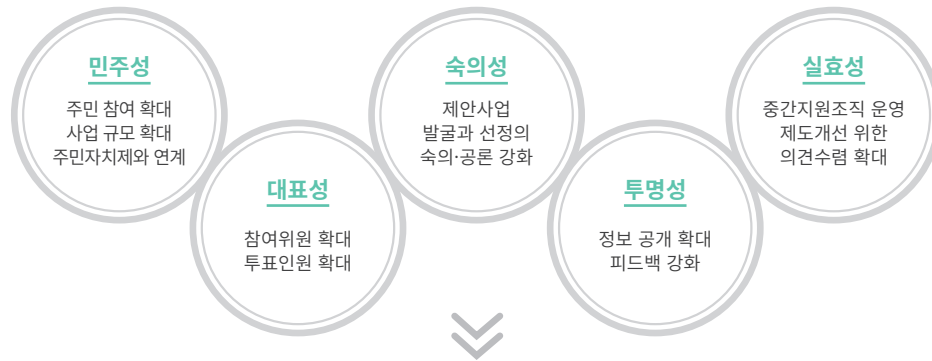 민주성
주민 참여 확대
사업 규모 확대
주민자치제와 연계
대표성
참여위원 확대
투표인원 확대
숙의성
제안사업
발굴과 선정의
숙의·공론 강화
투명성
정보 공개 확대
피드백 강화
실효성
중간지원조직 운영
제도개선 위한
의견수렴 확대